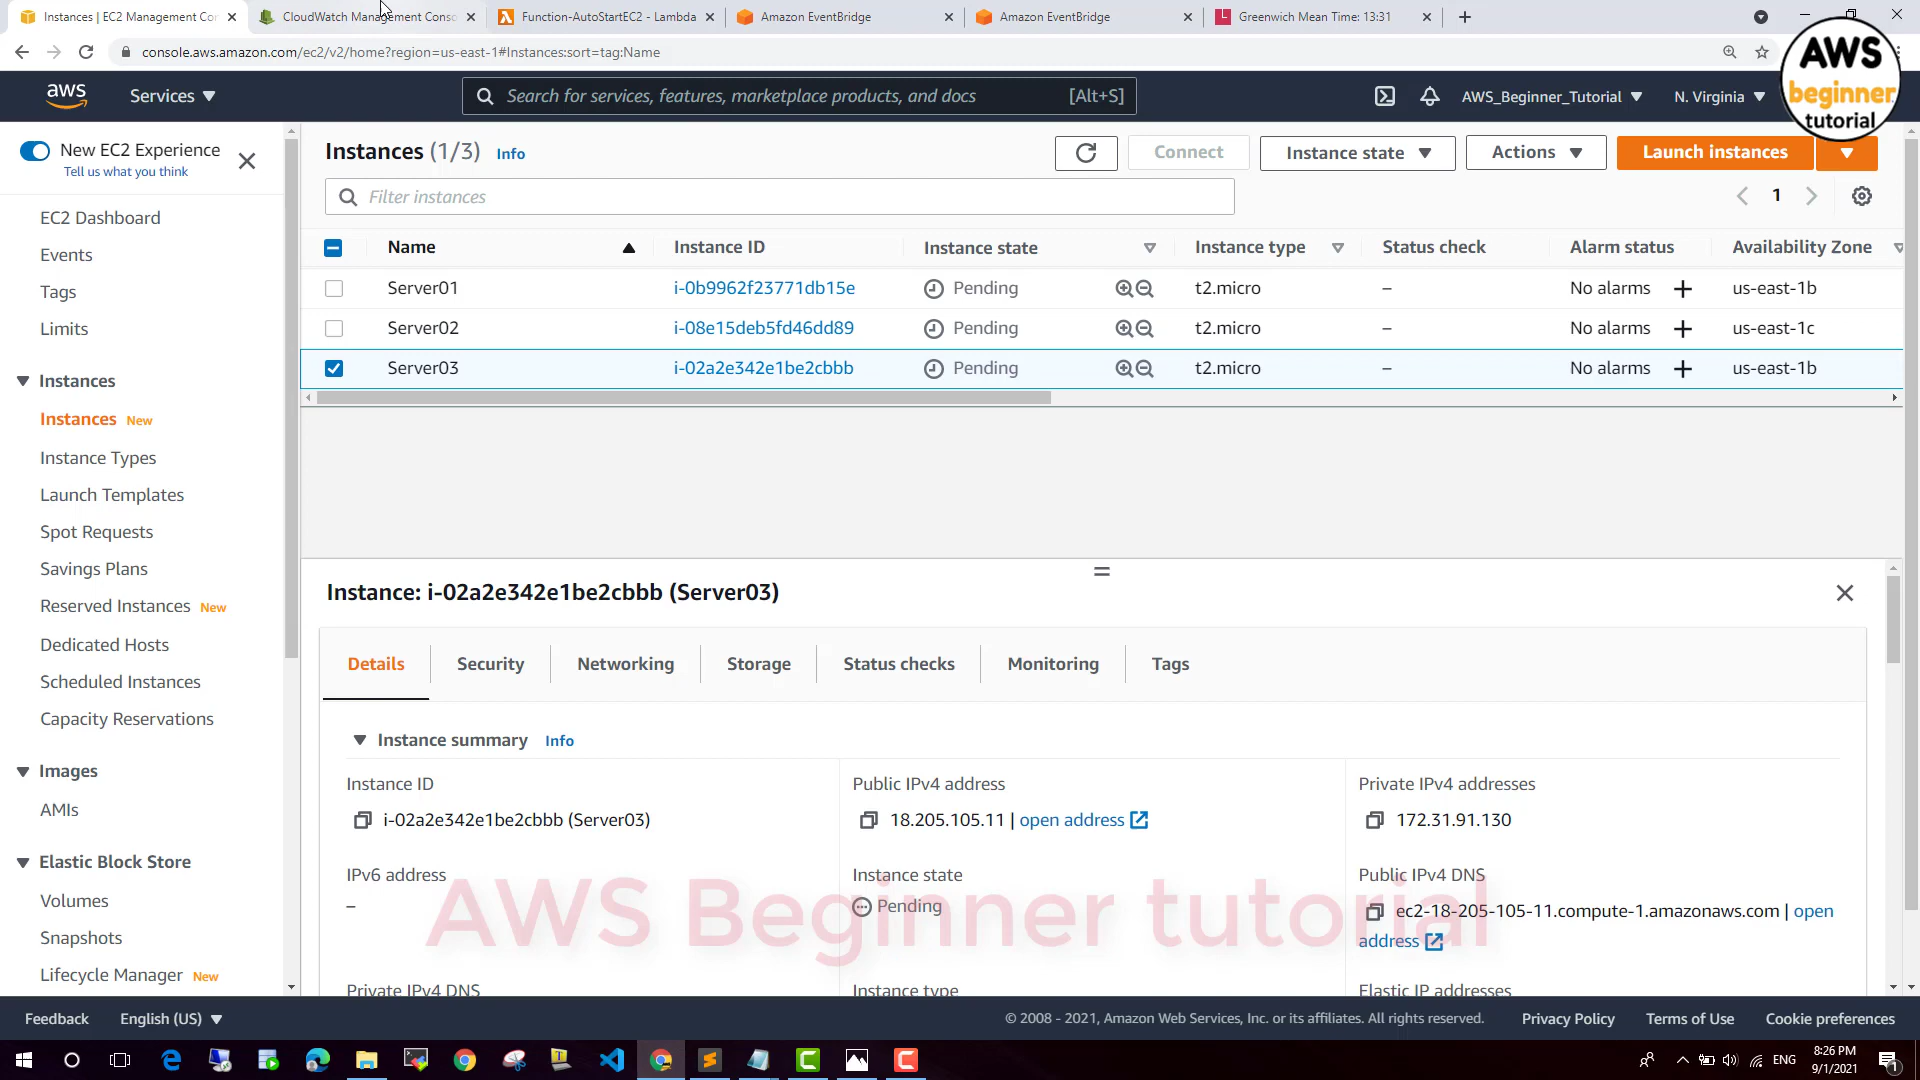 Instances | EC2 Management Con
CloudWatch Management Conso
Function-AutoStartEC2 - Lambda
Amazon EventBridge
Amazon EventBridge
Greenwich Mean Time: 13:31
console.aws.amazon.com/ec2/v2/home?region=us-east-1#Instances:sort=tag:Name
AWS
beginner
tutorial
aws
Services
Search for services, features, marketplace products, and docs
[Alt+S]
AWS_Beginner_Tutorial
N. Virginia
New EC2 Experience
Tell us what you think
EC2 Dashboard
Events
Tags
Limits
Instances
Instances New
Instance Types
Launch Templates
Spot Requests
Savings Plans
Reserved Instances New
Dedicated Hosts
Scheduled Instances
Capacity Reservations
Images
AMIs
Elastic Block Store
Volumes
Snapshots
Lifecycle Manager New
Instances (1/3) Info
Connect
Instance state
Actions
Launch instances
Filter instances
1
Name Instance ID Instance state Instance type Status check Alarm status Availability Zone
Server01 i-0b9962f23771db15e Pending t2.micro – No alarms + us-east-1b
Server02 i-08e15deb5fd46dd89 Pending t2.micro – No alarms + us-east-1c
Server03 i-02a2e342e1be2cbbb Pending t2.micro – No alarms + us-east-1b
Instance: i-02a2e342e1be2cbbb (Server03)
Details Security Networking Storage Status checks Monitoring Tags
Instance summary Info
Instance ID
i-02a2e342e1be2cbbb (Server03)
Public IPv4 address
18.205.105.11 | open address
Private IPv4 addresses
172.31.91.130
IPv6 address
–
Instance state
Pending
Public IPv4 DNS
ec2-18-205-105-11.compute-1.amazonaws.com | open
address
AWS Beginner tutorial
Private IPv4 DNS
Instance type
Elastic IP addresses
Feedback
English (US)
© 2008 - 2021, Amazon Web Services, Inc. or its affiliates. All rights reserved.
Privacy Policy
Terms of Use
Cookie preferences
ENG
8:26 PM
9/1/2021
1